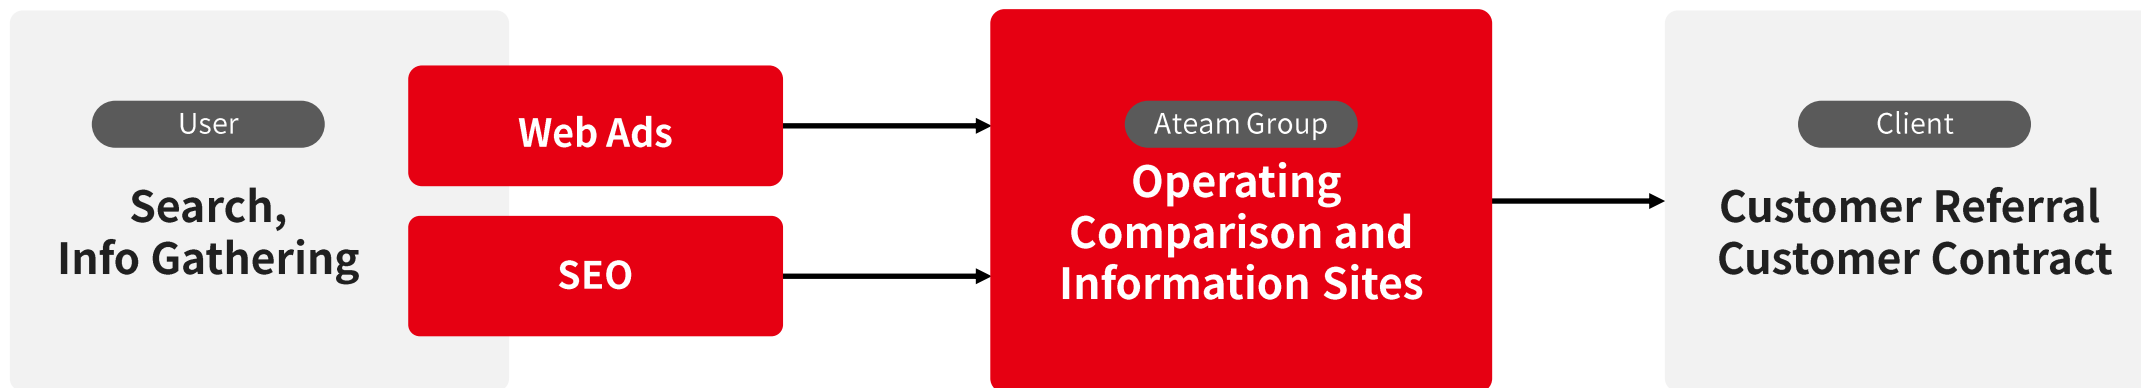 User
Search,
Info Gathering
Web Ads
SEO
Ateam Group
Operating
Comparison and
Information Sites
Client
Customer Referral
Customer Contract